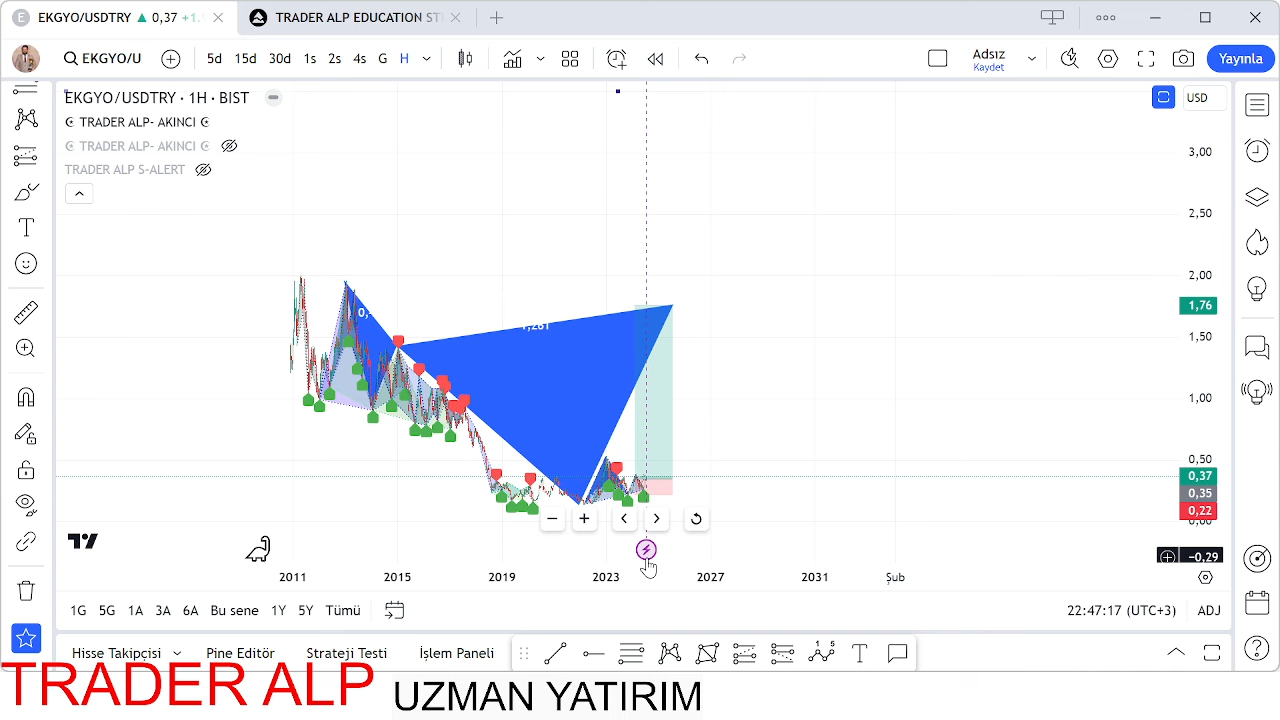 EKGYO/USDTRY ▲ 0,37 +1.
TRADER ALP EDUCATION ST
EKGYO/U
5d 15d 30d 1s 2s 4s G H
Adsız
Kaydet
Yayınla
EKGYO/USDTRY · 1H · BIST
TRADER ALP- AKINCI
TRADER ALP- AKINCI
TRADER ALP S-ALERT
USD
3,00
2,50
2,00
1,76
1,50
1,00
0,50
0,37
0,35
0,22
0,00
−0,29
2011 2015 2019 2023 2027 2031 Şub
1G 5G 1A 3A 6A Bu sene 1Y 5Y Tümü
22:47:17 (UTC+3) ADJ
Hisse Takipçisi Pine Editör Strateji Testi İşlem Paneli
TRADER ALP UZMAN YATIRIM